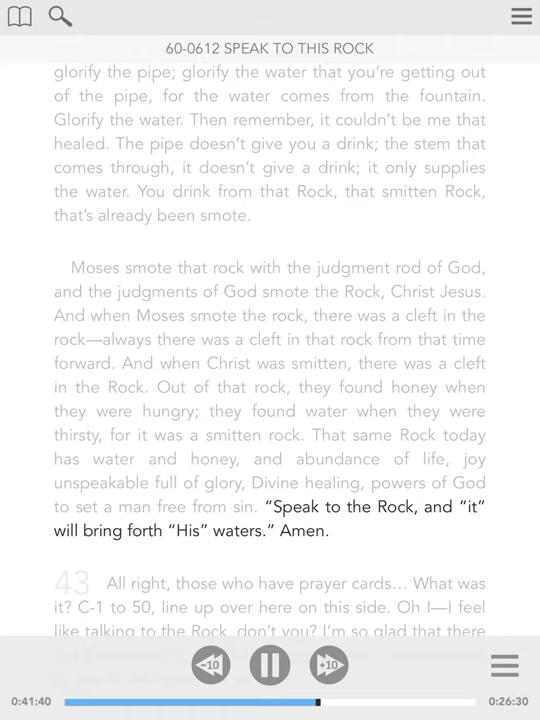 60-0612 SPEAK TO THIS ROCK
glorify the pipe; glorify the water that you're getting out
of the pipe, for the water comes from the fountain.
Glorify the water. Then remember, it couldn't be me that
healed. The pipe doesn't give you a drink; the stem that
comes through, it doesn't give a drink; it only supplies
the water. You drink from that Rock, that smitten Rock,
that's already been smote.
Moses smote that rock with the judgment rod of God,
and the judgments of God smote the Rock, Christ Jesus.
And when Moses smote the rock, there was a cleft in the
rock—always there was a cleft in that rock from that time
forward. And when Christ was smitten, there was a cleft
in the Rock. Out of that rock, they found honey when
they were hungry; they found water when they were
thirsty, for it was a smitten rock. That same Rock today
has water and honey, and abundance of life, joy
unspeakable full of glory, Divine healing, powers of God
to set a man free from sin. “Speak to the Rock, and “it”
will bring forth “His” waters.” Amen.
43 All right, those who have prayer cards… What was
it? C-1 to 50, line up over here on this side. Oh I—I feel
like talking to the Rock, don't you? I'm so glad that there
-10
+10
0:41:40
0:26:30